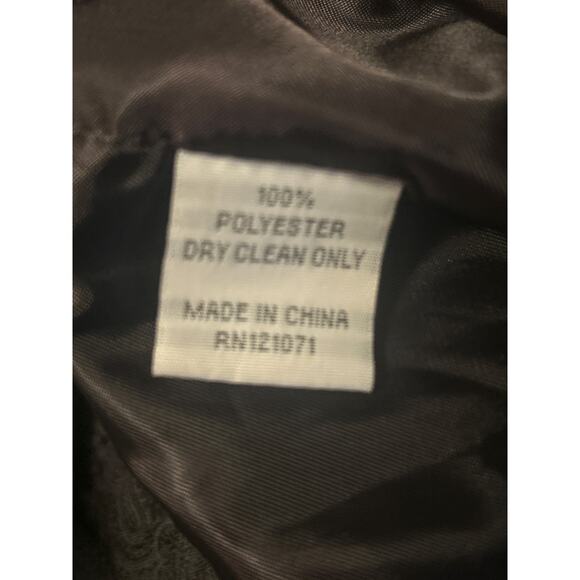 100%
POLYESTER
DRY CLEAN ONLY
MADE IN CHINA
RN121071